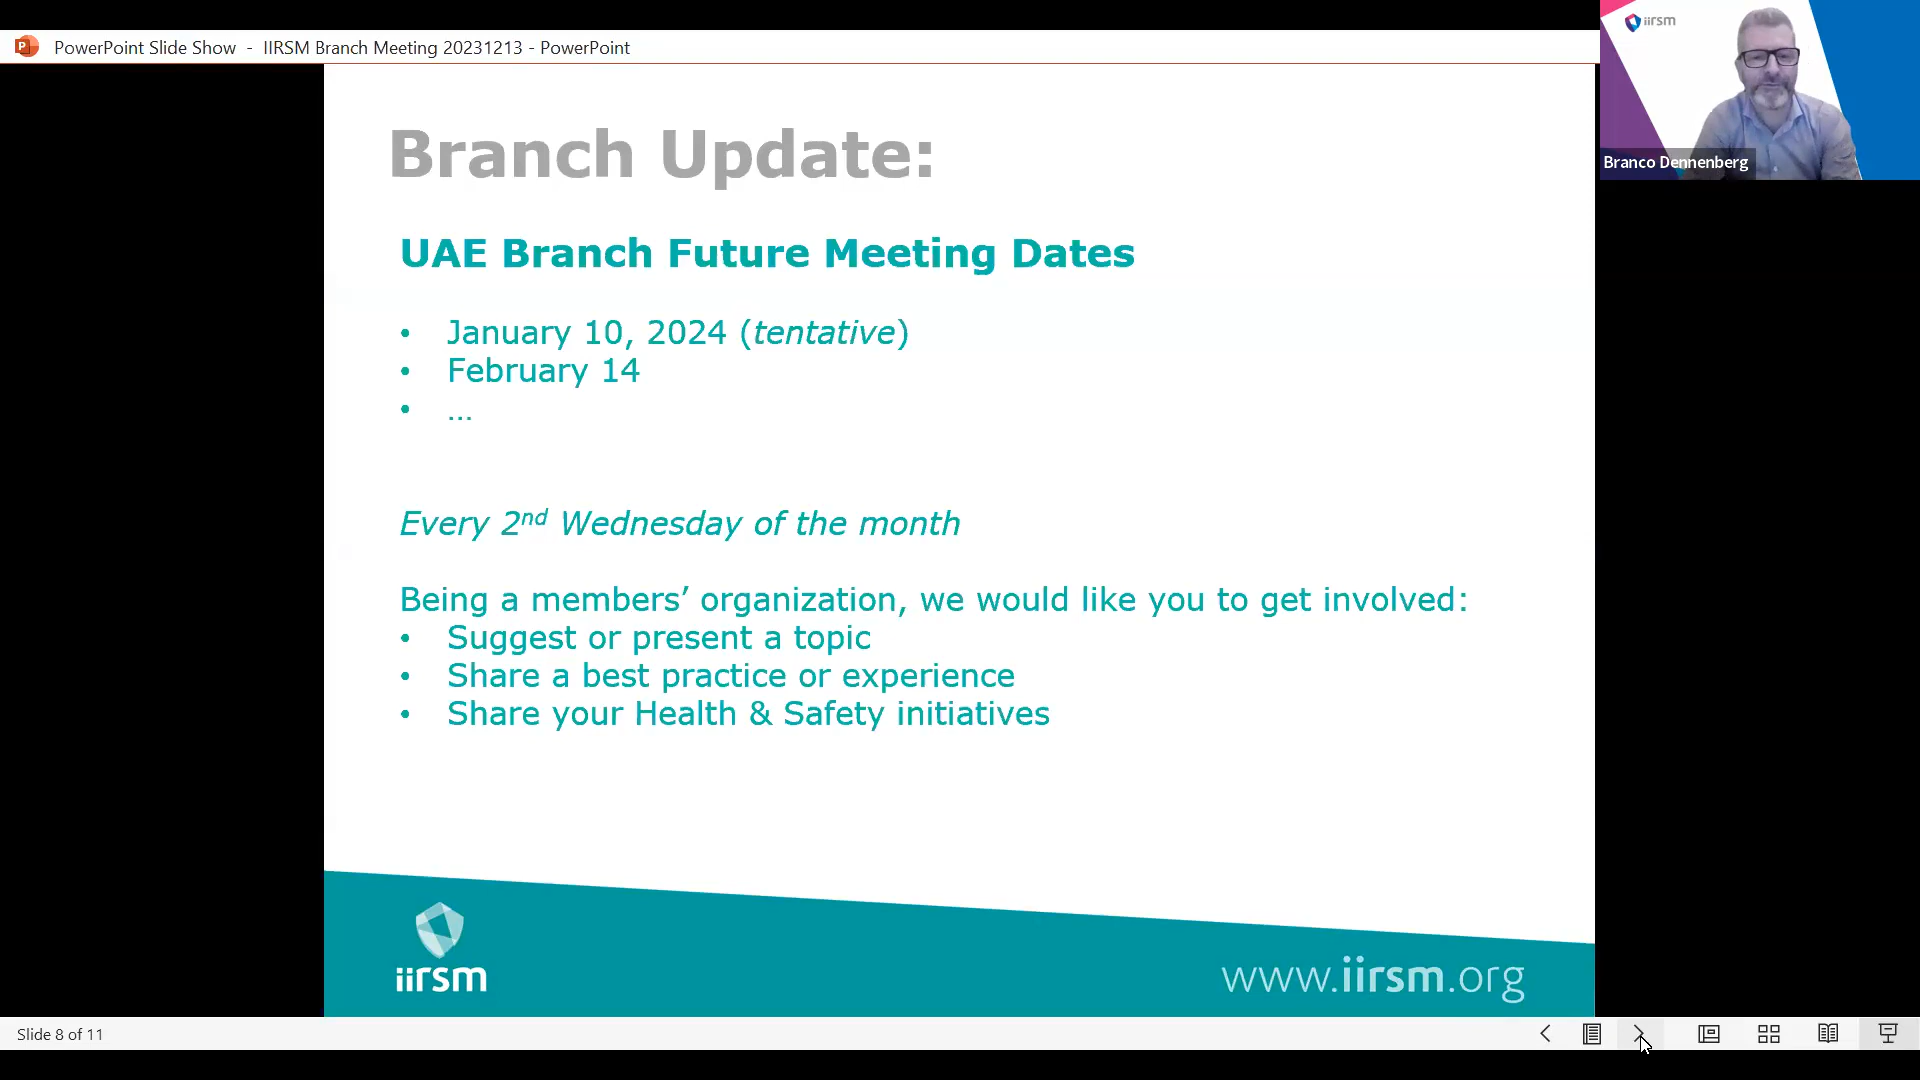 PowerPoint Slide Show - IIRSM Branch Meeting 20231213 - PowerPoint
iirsm
Branco Dennenberg
Branch Update:
UAE Branch Future Meeting Dates
• January 10, 2024 (tentative)
• February 14
• ...
Every 2nd Wednesday of the month
Being a members’ organization, we would like you to get involved:
• Suggest or present a topic
• Share a best practice or experience
• Share your Health & Safety initiatives
iirsm
www.iirsm.org
Slide 8 of 11